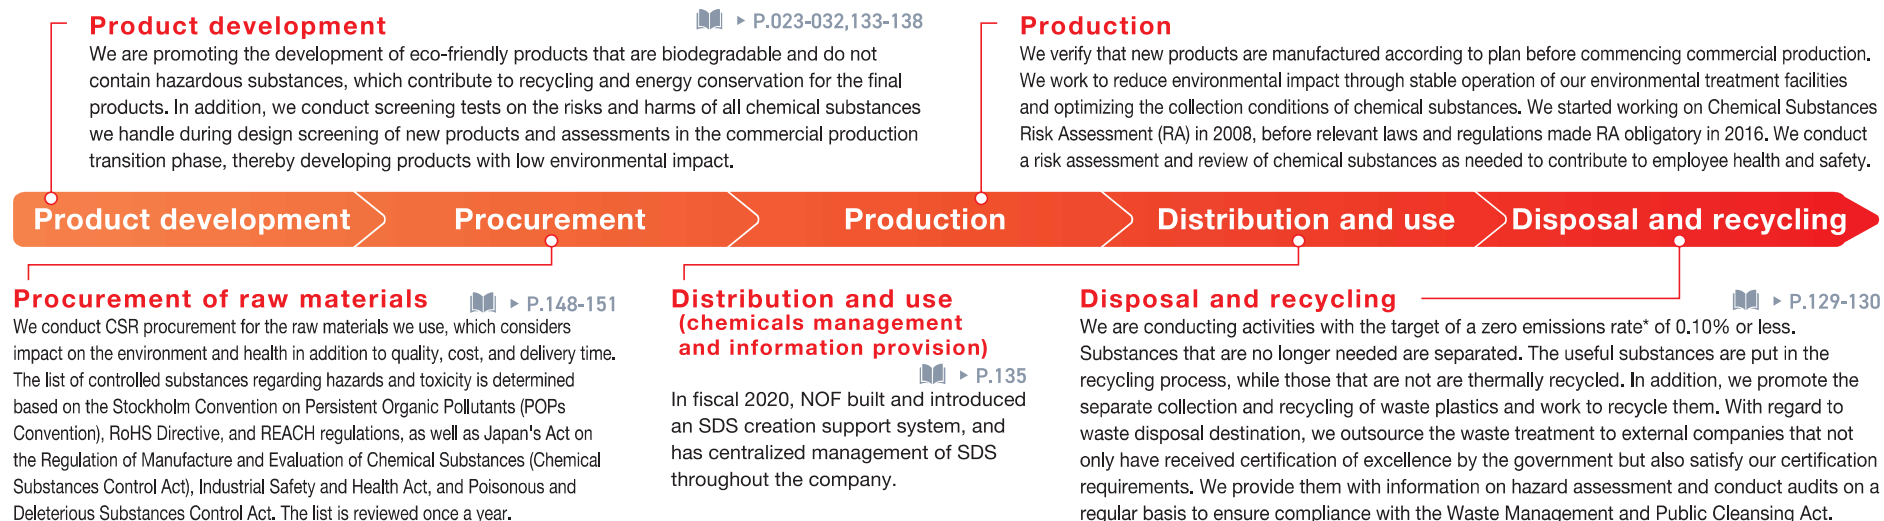 Product development
▶ P.023-032,133-138
We are promoting the development of eco-friendly products that are biodegradable and do not
contain hazardous substances, which contribute to recycling and energy conservation for the final
products. In addition, we conduct screening tests on the risks and harms of all chemical substances
we handle during design screening of new products and assessments in the commercial production
transition phase, thereby developing products with low environmental impact.
Production
We verify that new products are manufactured according to plan before commencing commercial production.
We work to reduce environmental impact through stable operation of our environmental treatment facilities
and optimizing the collection conditions of chemical substances. We started working on Chemical Substances
Risk Assessment (RA) in 2008, before relevant laws and regulations made RA obligatory in 2016. We conduct
a risk assessment and review of chemical substances as needed to contribute to employee health and safety.
Product development
Procurement
Production
Distribution and use
Disposal and recycling
Procurement of raw materials
▶ P.148-151
We conduct CSR procurement for the raw materials we use, which considers
impact on the environment and health in addition to quality, cost, and delivery time.
The list of controlled substances regarding hazards and toxicity is determined
based on the Stockholm Convention on Persistent Organic Pollutants (POPs
Convention), RoHS Directive, and REACH regulations, as well as Japan's Act on
the Regulation of Manufacture and Evaluation of Chemical Substances (Chemical
Substances Control Act), Industrial Safety and Health Act, and Poisonous and
Deleterious Substances Control Act. The list is reviewed once a year.
Distribution and use
(chemicals management
and information provision)
▶ P.135
In fiscal 2020, NOF built and introduced
an SDS creation support system, and
has centralized management of SDS
throughout the company.
Disposal and recycling
▶ P.129-130
We are conducting activities with the target of a zero emissions rate* of 0.10% or less.
Substances that are no longer needed are separated. The useful substances are put in the
recycling process, while those that are not are thermally recycled. In addition, we promote the
separate collection and recycling of waste plastics and work to recycle them. With regard to
waste disposal destination, we outsource the waste treatment to external companies that not
only have received certification of excellence by the government but also satisfy our certification
requirements. We provide them with information on hazard assessment and conduct audits on a
regular basis to ensure compliance with the Waste Management and Public Cleansing Act.